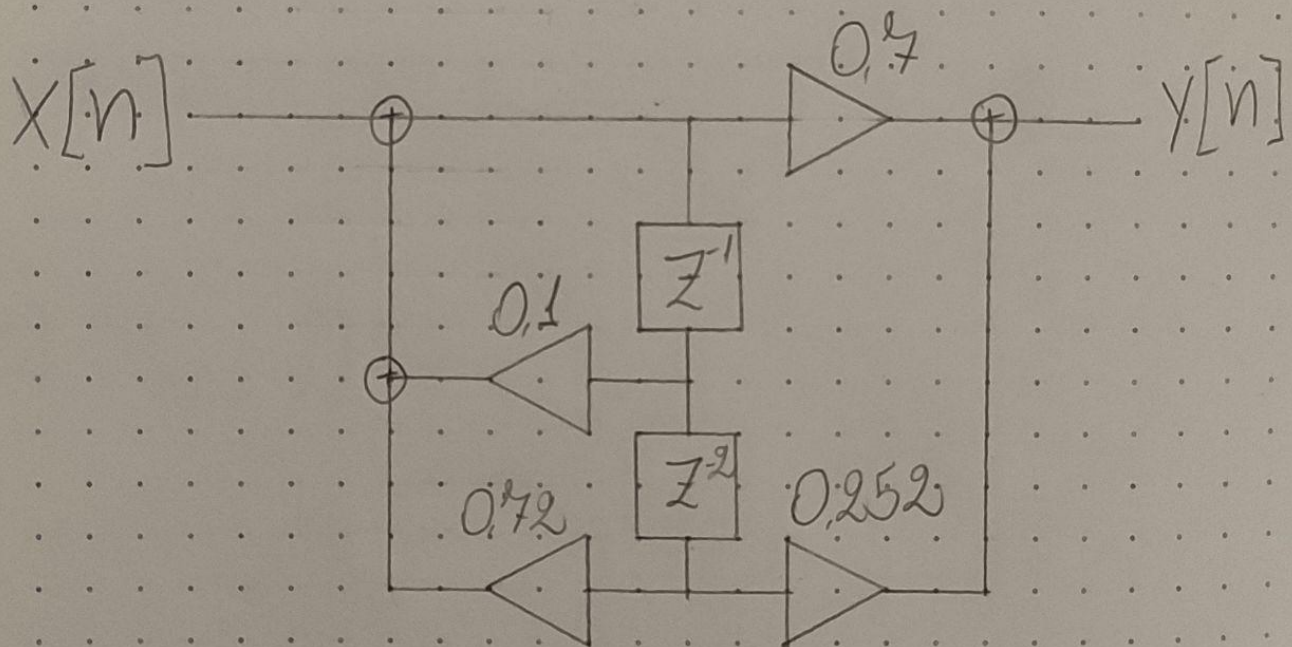 0,7
X[n]
+
+
Y[n]
Z⁻¹
0,1
+
Z⁻²
0,72
0,252